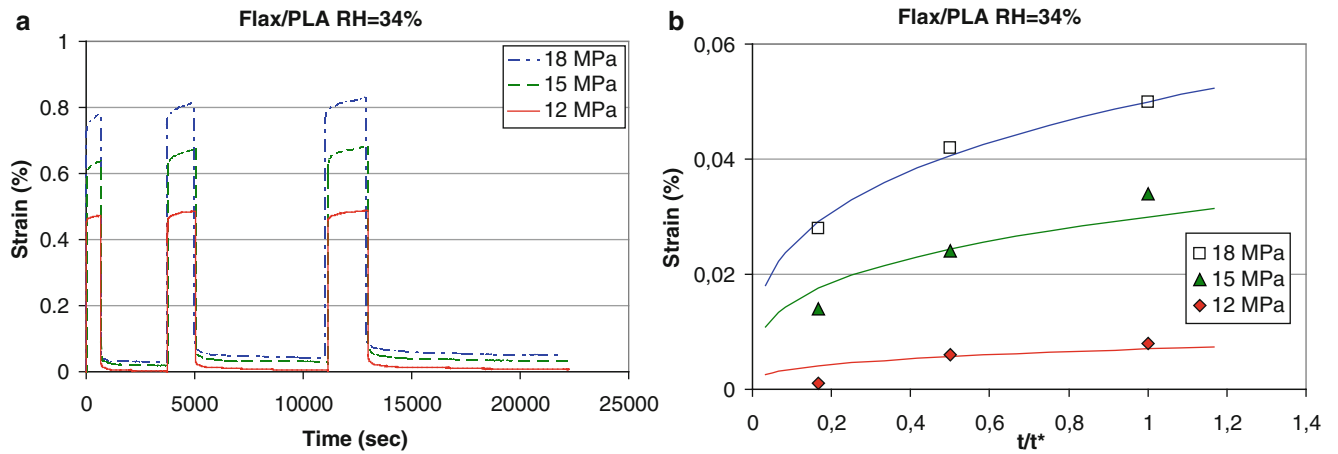 a
Flax/PLA RH=34%
1
0.8
0.6
0.4
0.2
0
Strain (%)
18 MPa
15 MPa
12 MPa
0 5000 10000 15000 20000 25000
Time (sec)
b
Flax/PLA RH=34%
0,06
0,04
0,02
0
Strain (%)
18 MPa
15 MPa
12 MPa
0 0,2 0,4 0,6 0,8 1 1,2 1,4
t/t*